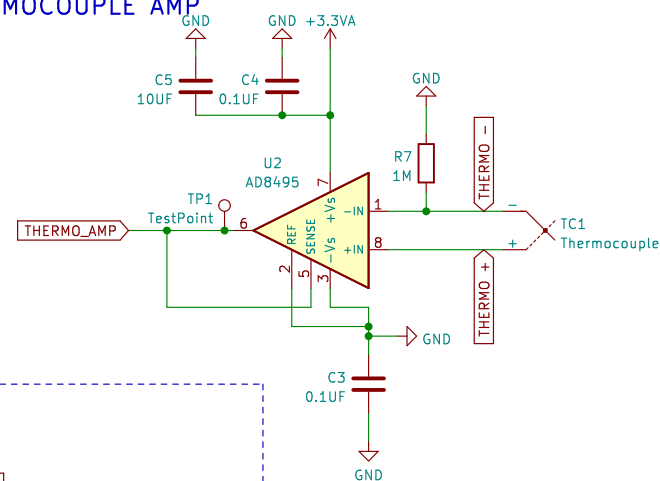 MOCOUPLE AMP
GND
GND
+3.3VA
C5
10UF
C4
0.1UF
GND
U2
AD8495
R7
1M
THERMO -
TP1
TestPoint
7
+Vs
1
-IN
−
TC1
Thermocouple
THERMO_AMP
6
REF
SENSE
-Vs
+IN
8
+
2
5
3
THERMO +
GND
C3
0.1UF
GND